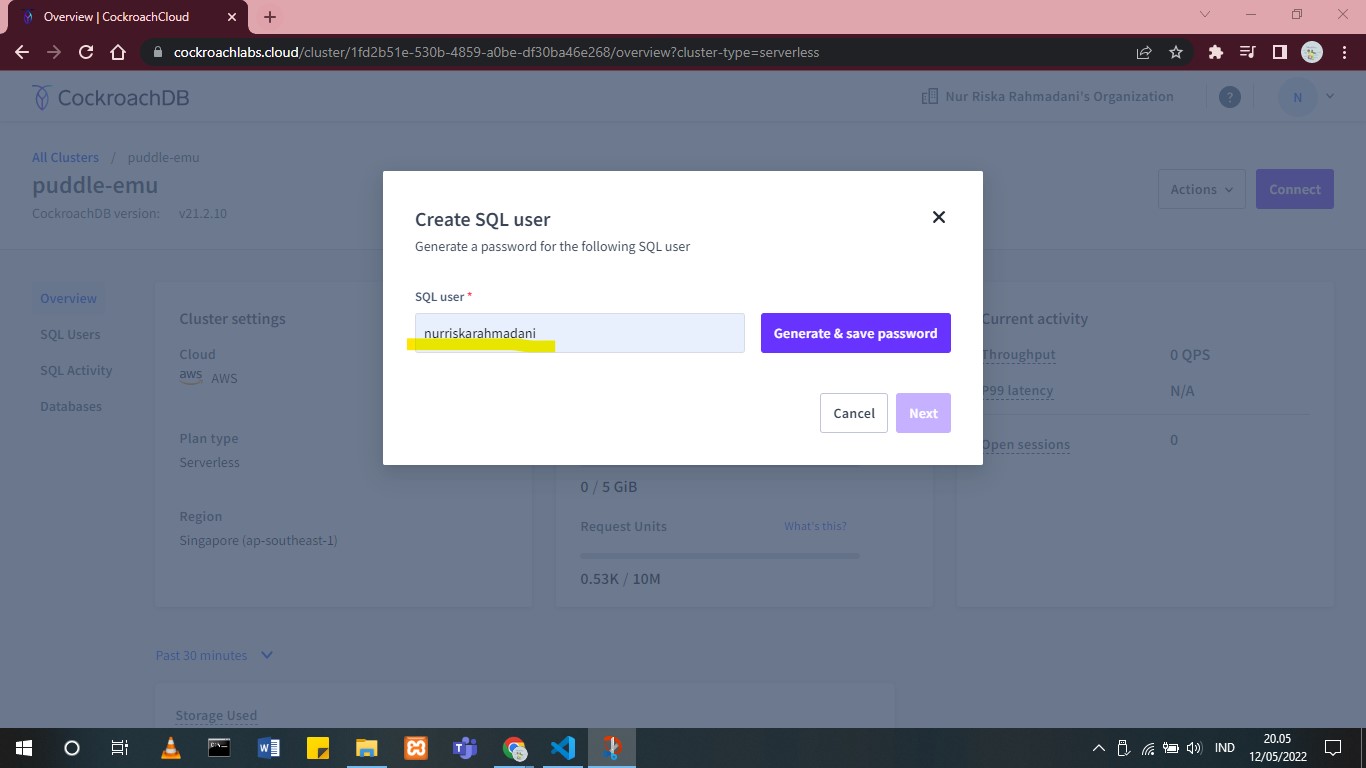 Overview | CockroachCloud
cockroachlabs.cloud/cluster/1fd2b51e-530b-4859-a0be-df30ba46e268/overview?cluster-type=serverless
CockroachDB
Nur Riska Rahmadani's Organization
?
N
All Clusters / puddle-emu
puddle-emu
CockroachDB version: v21.2.10
Actions
Connect
Create SQL user
Generate a password for the following SQL user
SQL user *
nurriskarahmadani
Generate & save password
Cancel
Next
Overview
SQL Users
SQL Activity
Databases
Cluster settings
Cloud
aws AWS
Plan type
Serverless
Region
Singapore (ap-southeast-1)
0 / 5 GiB
Request Units What's this?
0.53K / 10M
Current activity
Throughput 0 QPS
P99 latency N/A
Open sessions 0
Past 30 minutes
Storage Used
IND
20.05
12/05/2022